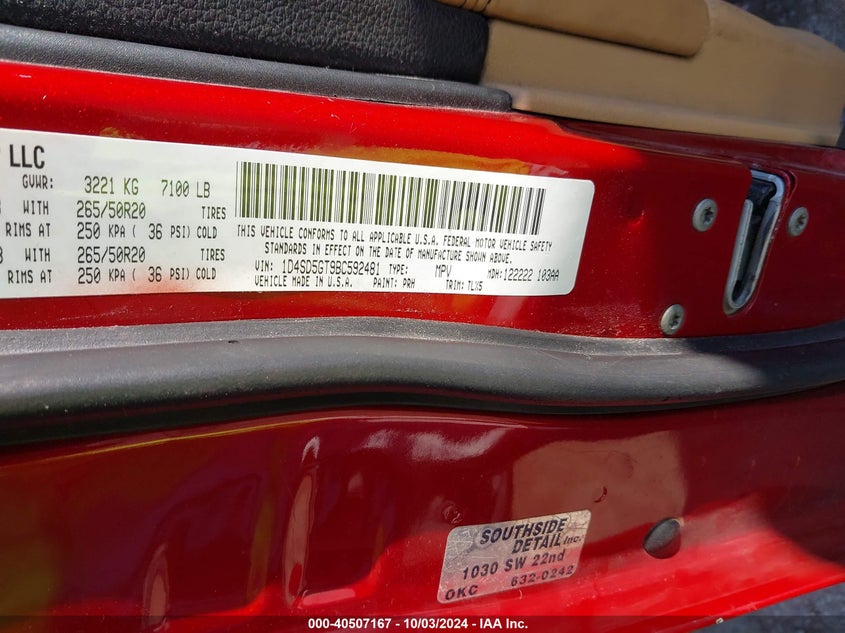 LLC
GVWR: 3221 KG 7100 LB
WITH 265/50R20 TIRES
RIMS AT 250 KPA ( 36 PSI) COLD
WITH 265/50R20 TIRES
RIMS AT 250 KPA ( 36 PSI) COLD
THIS VEHICLE CONFORMS TO ALL APPLICABLE U.S.A. FEDERAL MOTOR VEHICLE SAFETY
STANDARDS IN EFFECT ON THE DATE OF MANUFACTURE SHOWN ABOVE.
VIN: 1D4SD5GT9BC592481 TYPE: MPV MDH: 122222 103AA
VEHICLE MADE IN U.S.A. PAINT: PRH TRIM: TLX5
SOUTHSIDE
DETAIL Inc.
1030 SW 22nd
OKC 632-0242
000-40507167 - 10/03/2024 - IAA Inc.